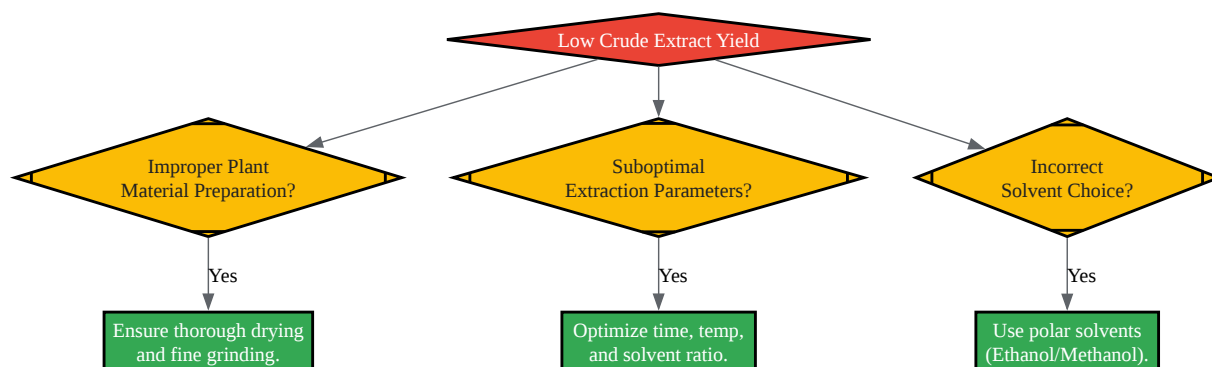 Low Crude Extract Yield
Improper Plant
Material Preparation?
Suboptimal
Extraction Parameters?
Incorrect
Solvent Choice?
Yes
Yes
Yes
Ensure thorough drying
and fine grinding.
Optimize time, temp,
and solvent ratio.
Use polar solvents
(Ethanol/Methanol).